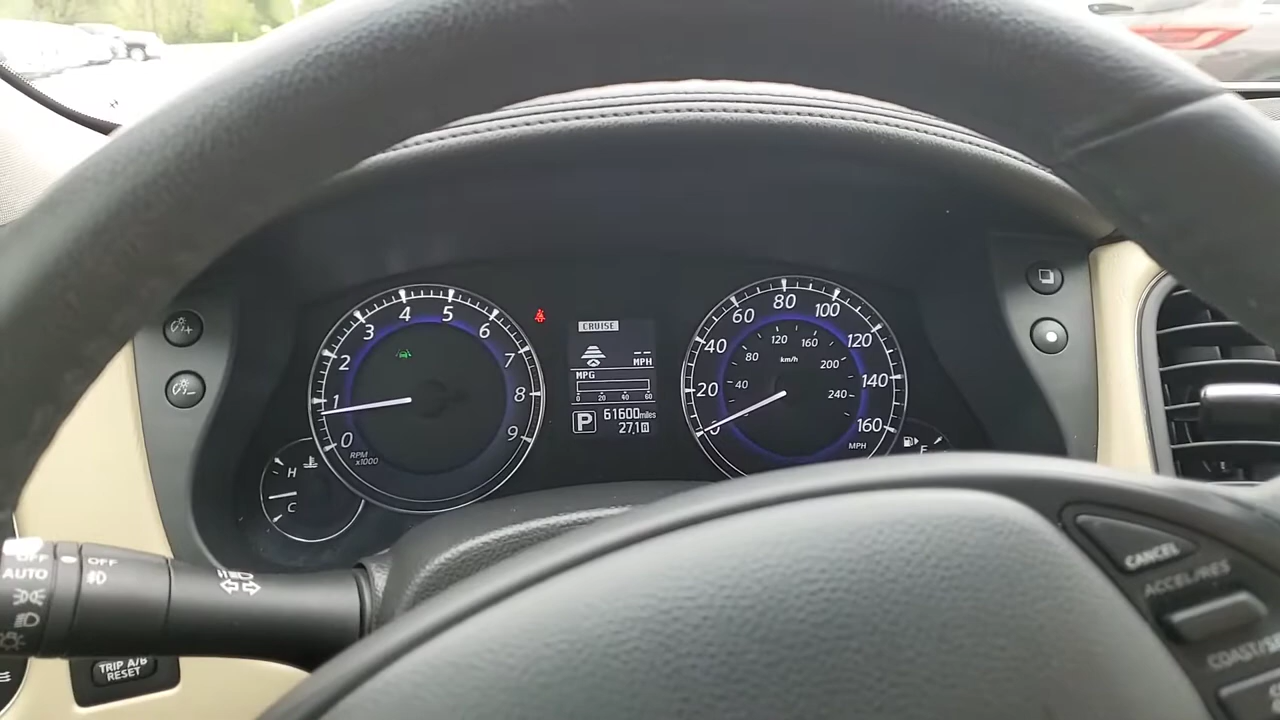 0
1
2
3
4
5
6
7
8
9
RPM
x1000
H
C
CRUISE
-- MPH
MPG
0 20 40 60
P
61600miles
27.1
20
40
60
80
100
120
140
160
MPH
40
80
120
160
200
240
km/h
OFF
AUTO
OFF
TRIP A/B
RESET
CANCEL
ACCEL/RES